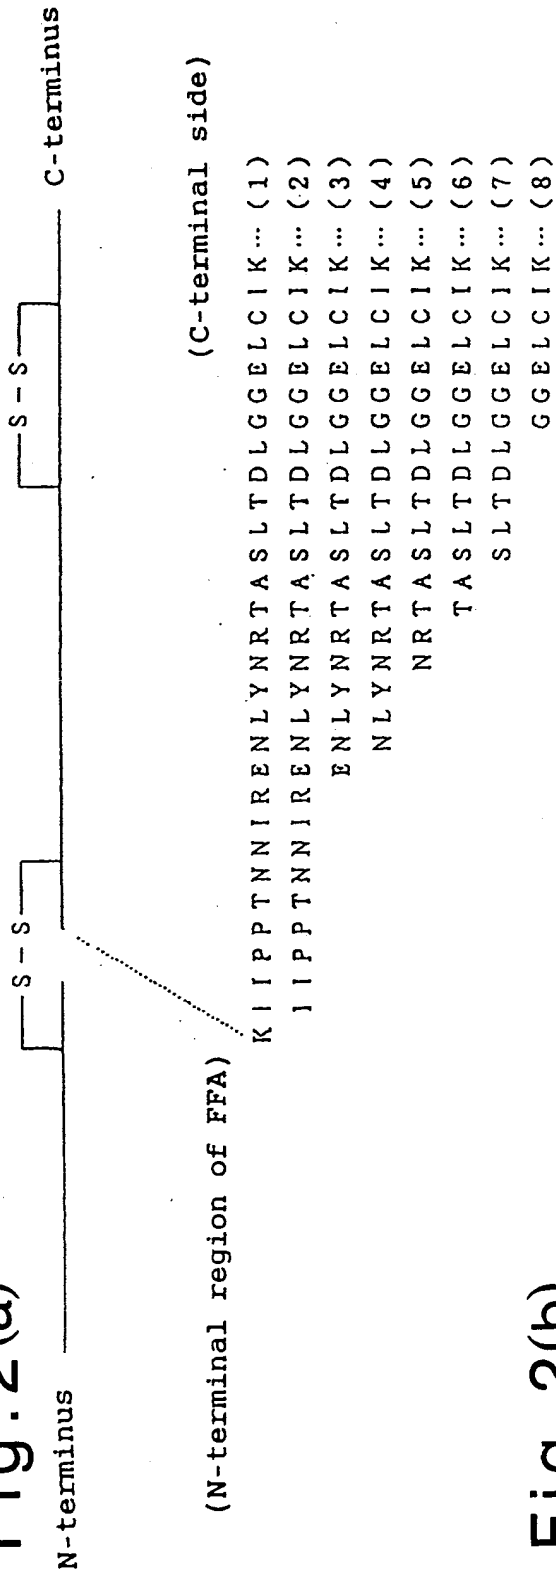 Fig. 2(a)
S - S
S - S
N-terminus
C-terminus
(N-terminal region of FFA)
(C-terminal side)
K I I P P T N N I R E N L Y N R T A S L T D L G G E L C I K ... (1)
I I P P T N N I R E N L Y N R T A S L T D L G G E L C I K ... (2)
E N L Y N R T A S L T D L G G E L C I K ... (3)
N L Y N R T A S L T D L G G E L C I K ... (4)
N R T A S L T D L G G E L C I K ... (5)
T A S L T D L G G E L C I K ... (6)
S L T D L G G E L C I K ... (7)
G G E L C I K ... (8)
Fig. 2(b)